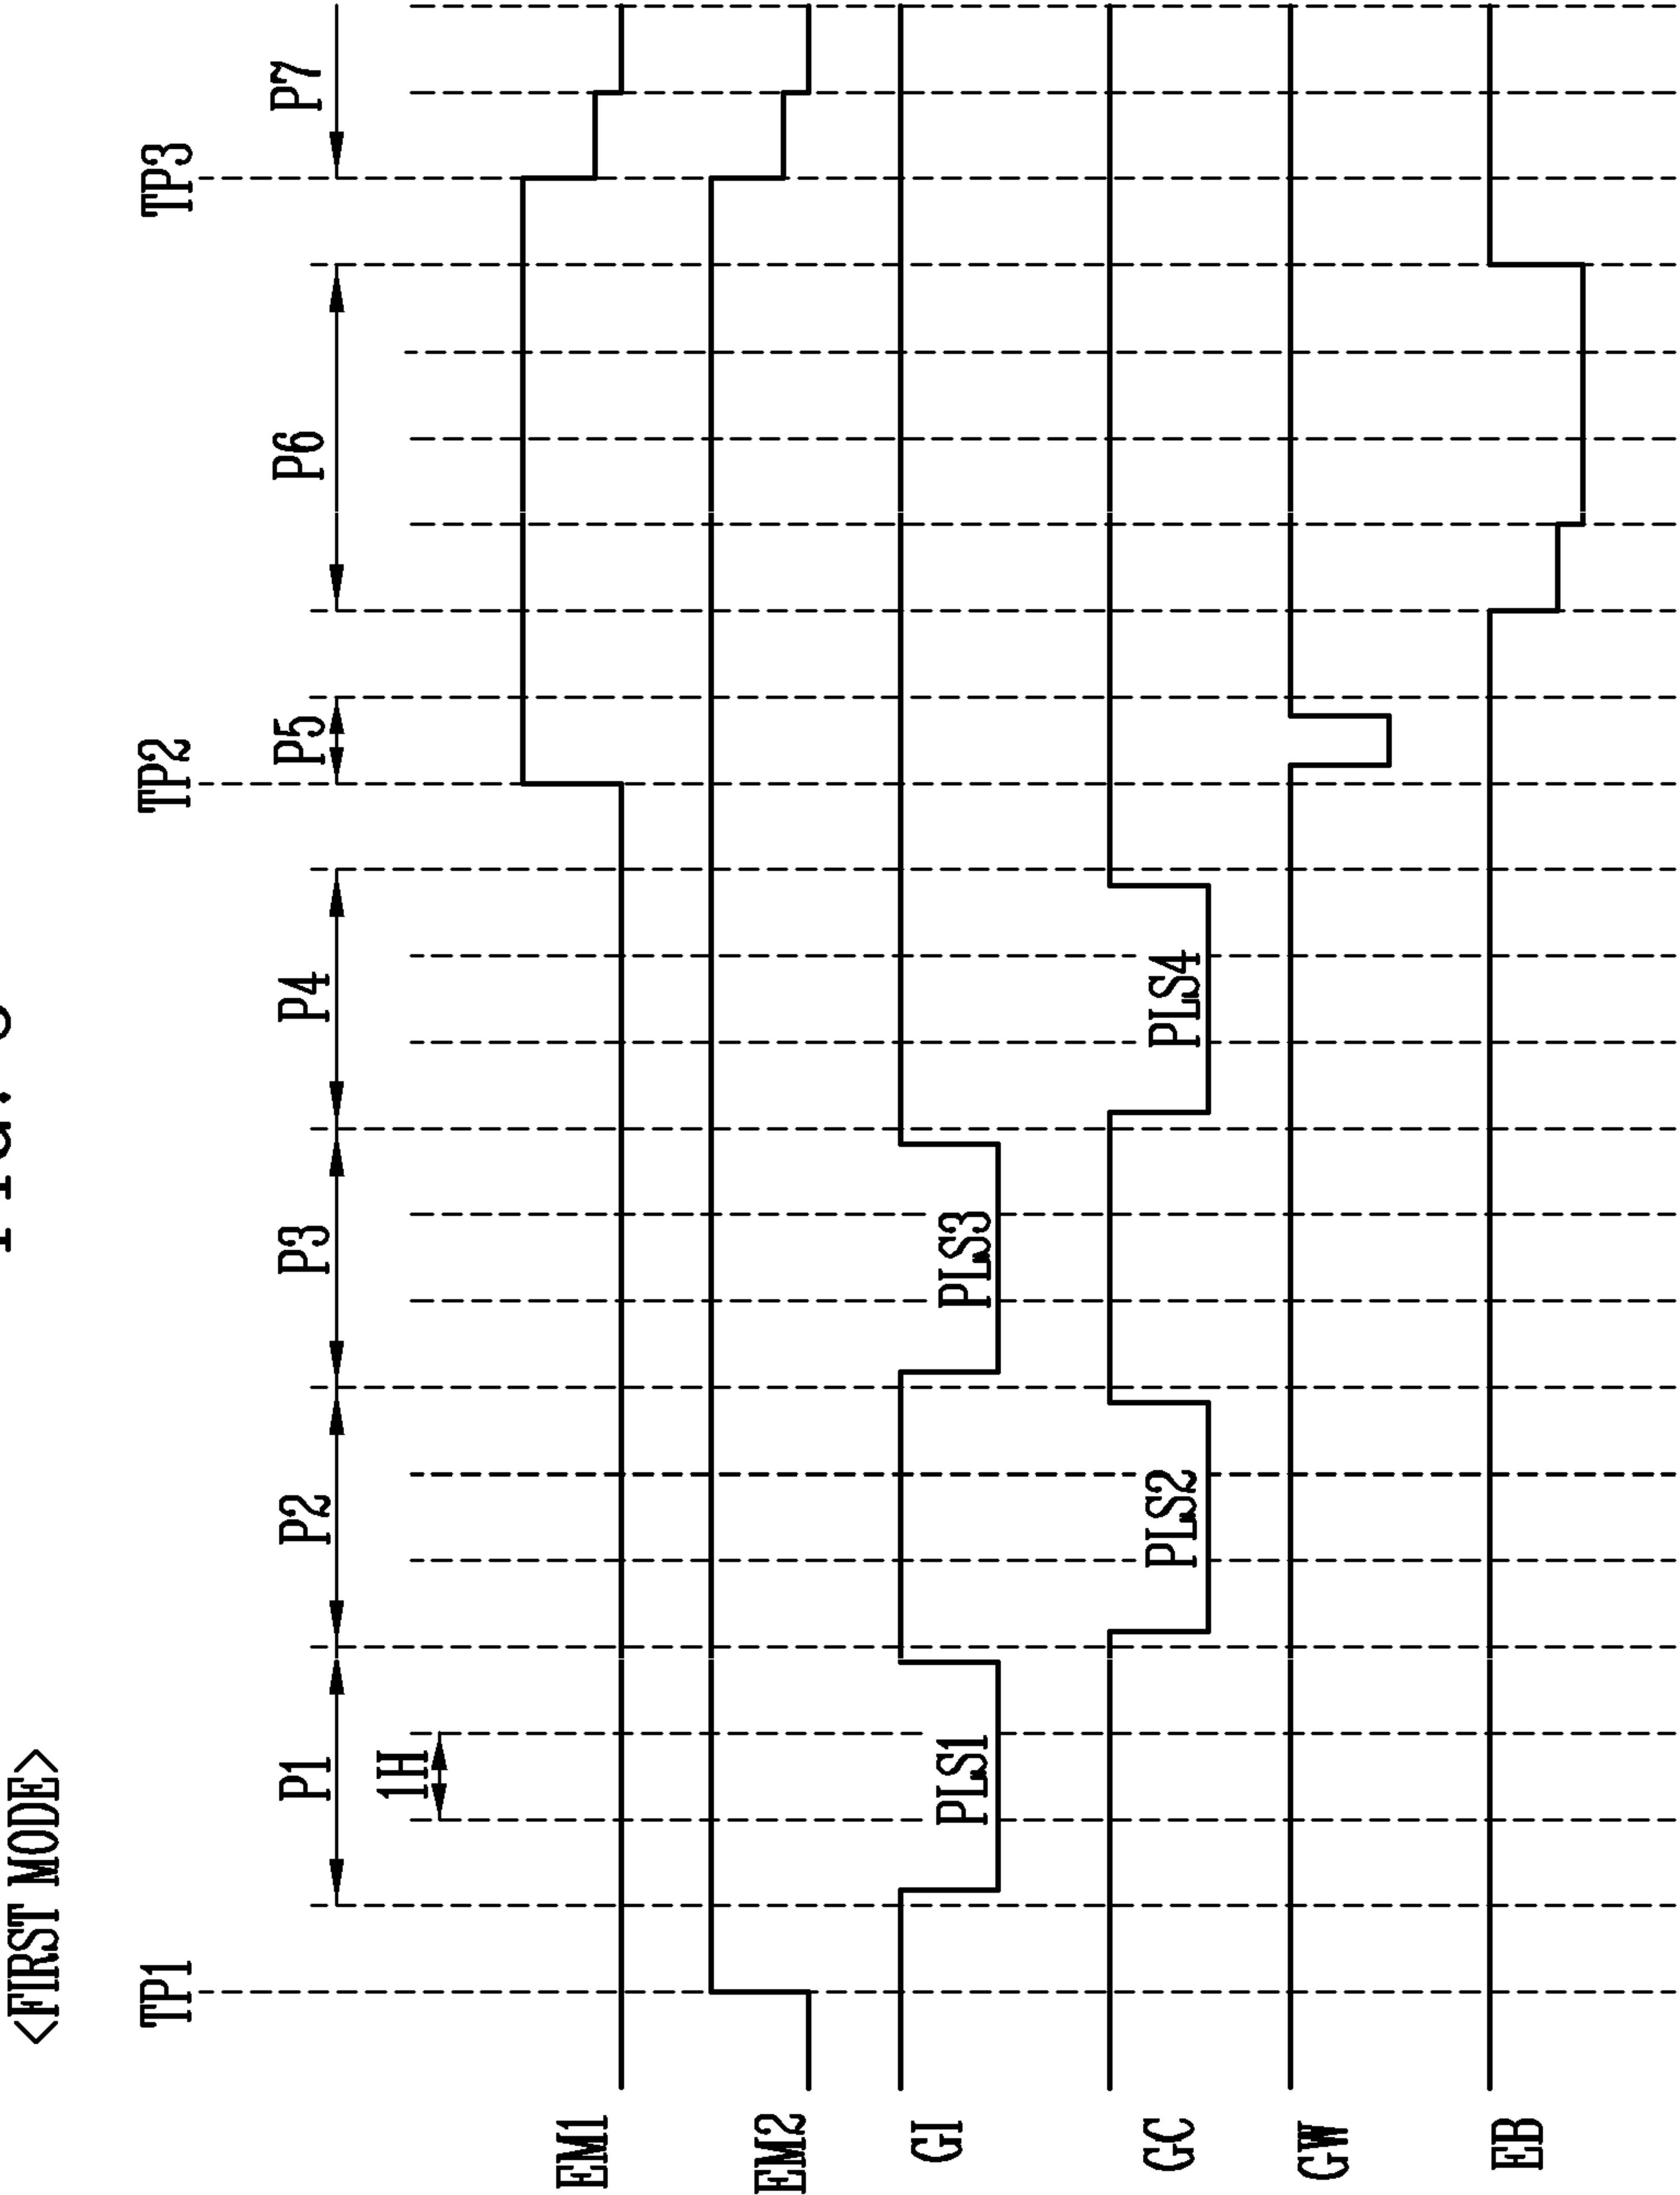 <FIRST MODE>
TP1
TP2
TP3
P1
P2
P3
P4
P5
P6
P7
1H
EM1
EM2
GI
PLS1
PLS3
GC
PLS2
PLS4
GW
EB